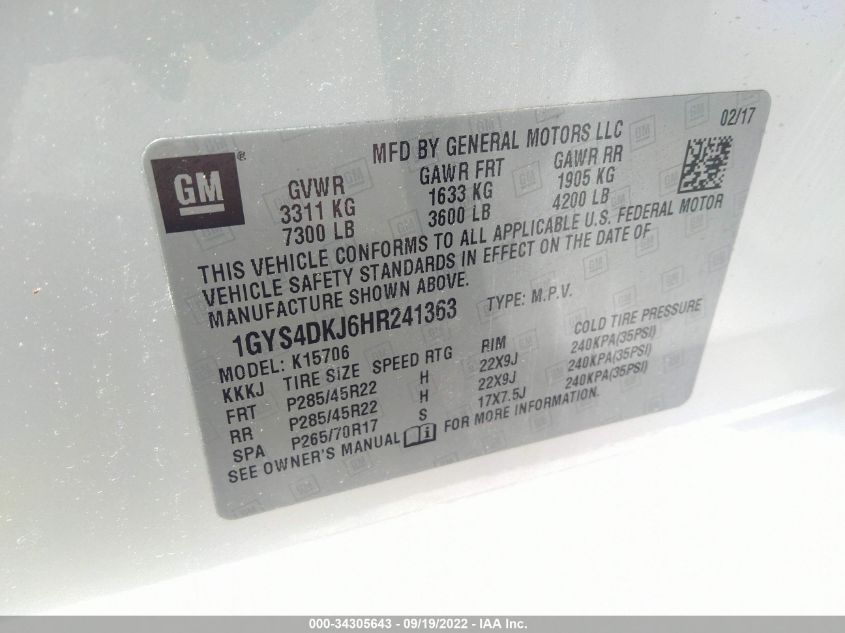 GM ®
MFD BY GENERAL MOTORS LLC 02/17
GVWR GAWR FRT GAWR RR
3311 KG 1633 KG 1905 KG
7300 LB 3600 LB 4200 LB
THIS VEHICLE CONFORMS TO ALL APPLICABLE U.S. FEDERAL MOTOR
VEHICLE SAFETY STANDARDS IN EFFECT ON THE DATE OF
MANUFACTURE SHOWN ABOVE.
1GYS4DKJ6HR241363 TYPE: M.P.V.
MODEL: K15706
KKKJ TIRE SIZE SPEED RTG RIM COLD TIRE PRESSURE
FRT P285/45R22 H 22X9J 240KPA(35PSI)
RR P285/45R22 H 22X9J 240KPA(35PSI)
SPA P265/70R17 S 17X7.5J 240KPA(35PSI)
SEE OWNER'S MANUAL FOR MORE INFORMATION.
000-34305643 - 09/19/2022 - IAA Inc.